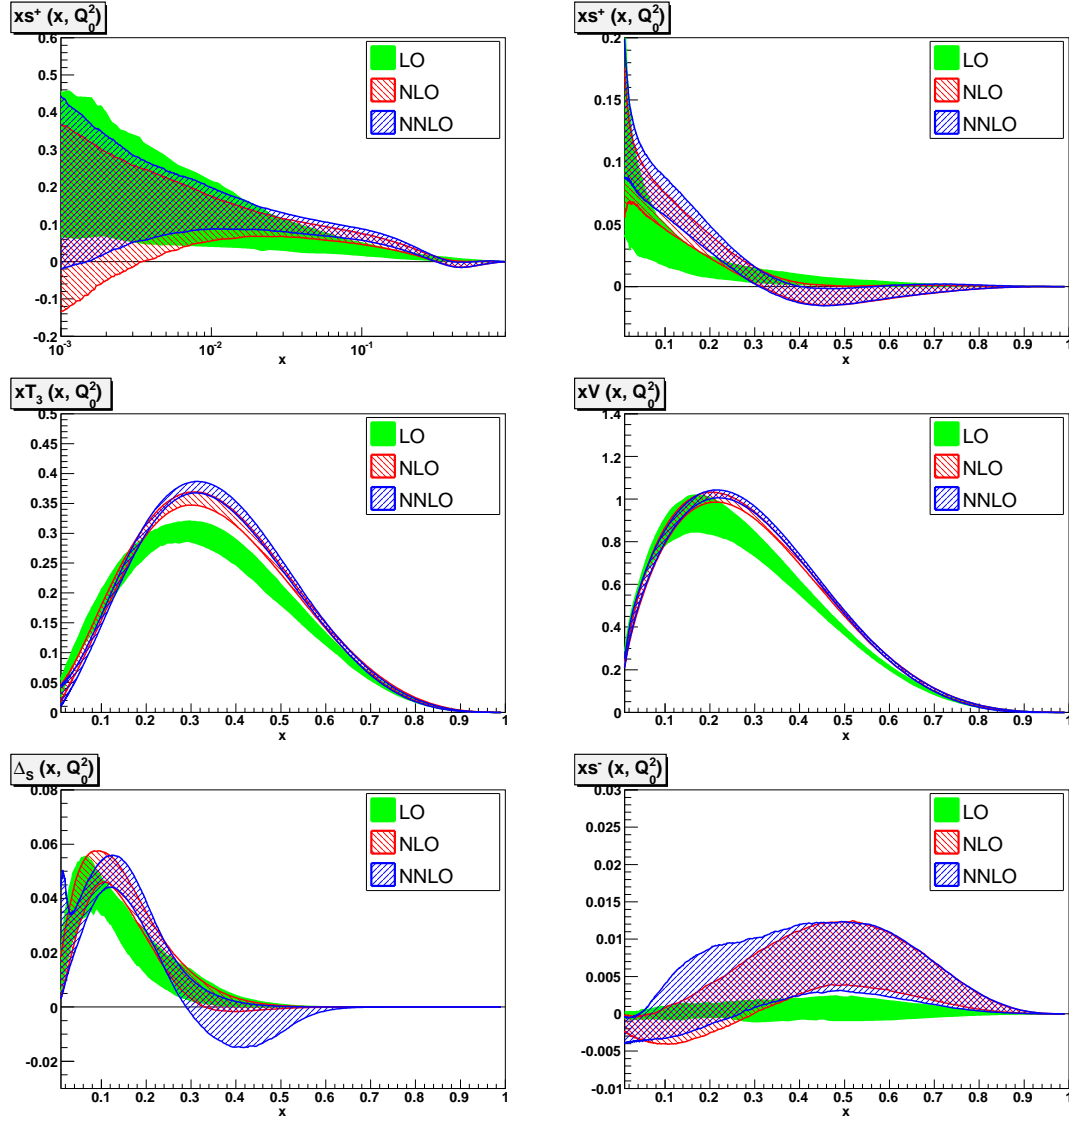 xs⁺ (x, Q₀²)
0.6
0.5
0.4
0.3
0.2
0.1
0
-0.1
-0.2
10⁻³
10⁻²
10⁻¹
x
LO
NLO
NNLO
xs⁺ (x, Q₀²)
0.2
0.15
0.1
0.05
0
0.1 0.2 0.3 0.4 0.5 0.6 0.7 0.8 0.9 1
x
LO
NLO
NNLO
xT₃ (x, Q₀²)
0.5
0.45
0.4
0.35
0.3
0.25
0.2
0.15
0.1
0.05
0
0.1 0.2 0.3 0.4 0.5 0.6 0.7 0.8 0.9 1
x
LO
NLO
NNLO
xV (x, Q₀²)
1.4
1.2
1
0.8
0.6
0.4
0.2
0
0.1 0.2 0.3 0.4 0.5 0.6 0.7 0.8 0.9 1
x
LO
NLO
NNLO
Δ_S (x, Q₀²)
0.08
0.06
0.04
0.02
0
-0.02
0.1 0.2 0.3 0.4 0.5 0.6 0.7 0.8 0.9 1
x
LO
NLO
NNLO
xs⁻ (x, Q₀²)
0.03
0.025
0.02
0.015
0.01
0.005
0
-0.005
-0.01
0.1 0.2 0.3 0.4 0.5 0.6 0.7 0.8 0.9 1
x
LO
NLO
NNLO